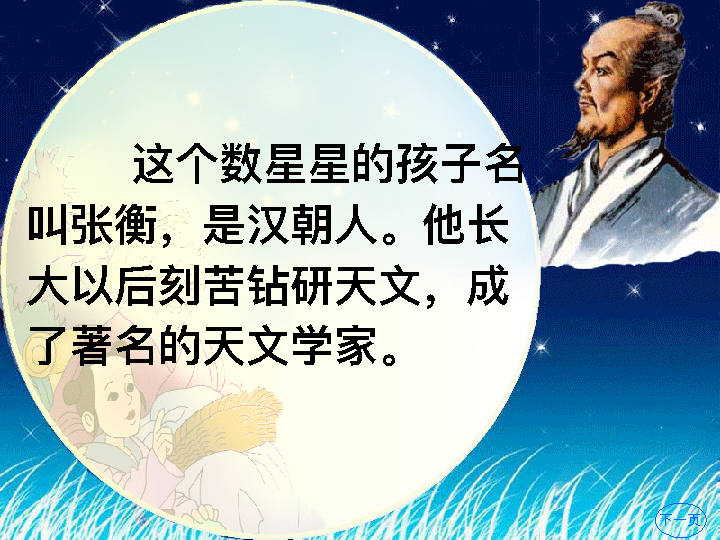 这个数星星的孩子名
叫张衡，是汉朝人。他长
大以后刻苦钻研天文，成
了著名的天文学家。
下一页